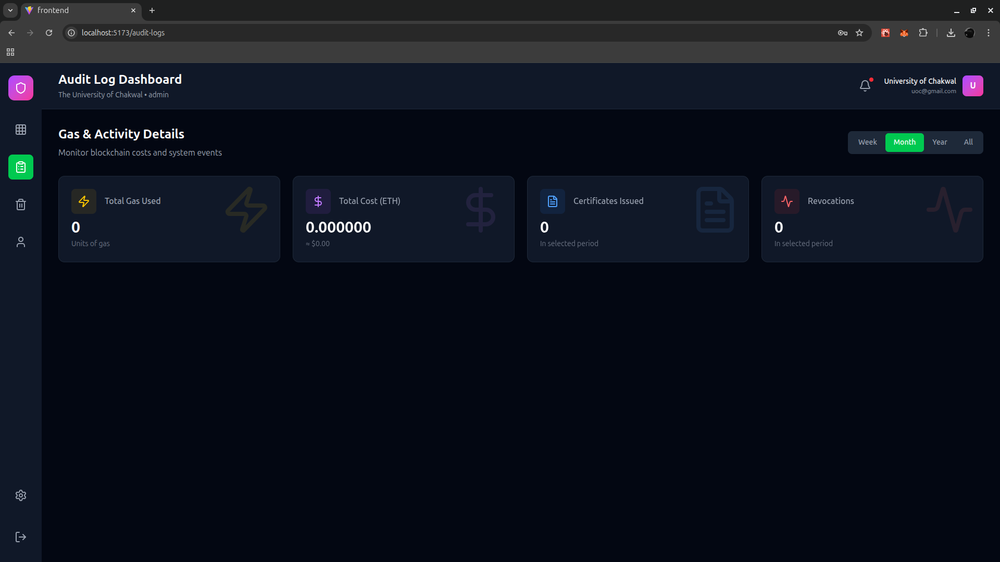 frontend
localhost:5173/audit-logs
Audit Log Dashboard
The University of Chakwal • admin
University of Chakwal
uoc@gmail.com
U
Gas & Activity Details
Monitor blockchain costs and system events
Week Month Year All
Total Gas Used
0
Units of gas
Total Cost (ETH)
0.000000
≈ $0.00
Certificates Issued
0
In selected period
Revocations
0
In selected period